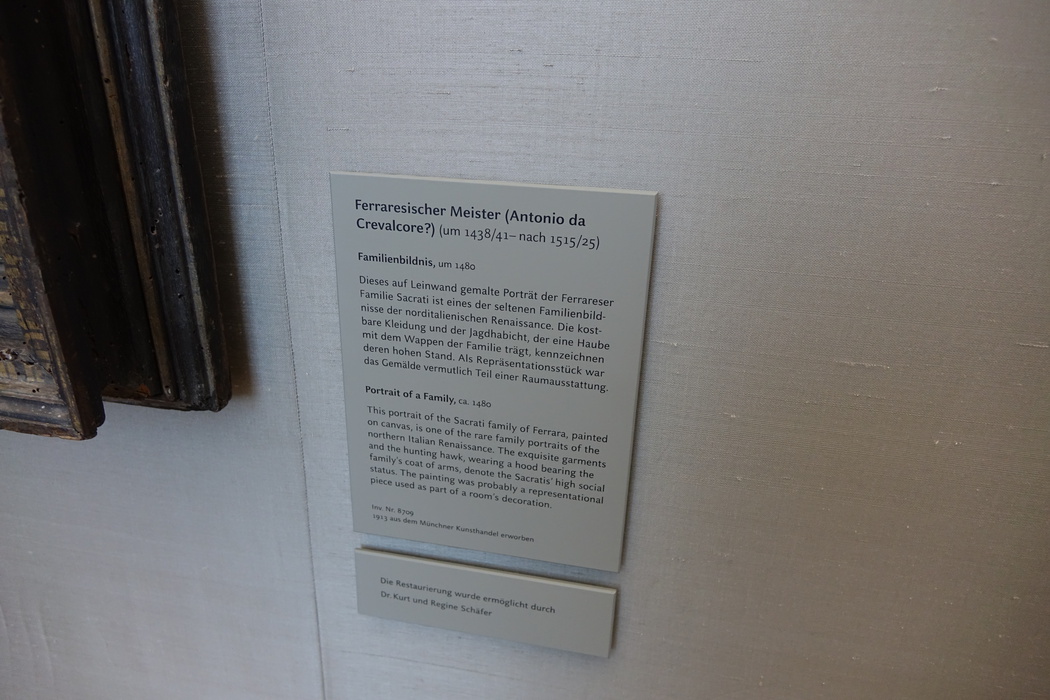 Ferraresischer Meister (Antonio da
Crevalcore?) (um 1438/41– nach 1515/25)
Familienbildnis, um 1480
Dieses auf Leinwand gemalte Porträt der Ferrareser
Familie Sacrati ist eines der seltenen Familienbild-
nisse der norditalienischen Renaissance. Die kost-
bare Kleidung und der Jagdhabicht, der eine Haube
mit dem Wappen der Familie trägt, kennzeichnen
deren hohen Stand. Als Repräsentationsstück war
das Gemälde vermutlich Teil einer Raumausstattung.
Portrait of a Family, ca. 1480
This portrait of the Sacrati family of Ferrara, painted
on canvas, is one of the rare family portraits of the
northern Italian Renaissance. The exquisite garments
and the hunting hawk, wearing a hood bearing the
family's coat of arms, denote the Sacratis' high social
status. The painting was probably a representational
piece used as part of a room's decoration.
Inv. Nr. 8709
1913 aus dem Münchner Kunsthandel erworben
Die Restaurierung wurde ermöglicht durch
Dr. Kurt und Regine Schäfer